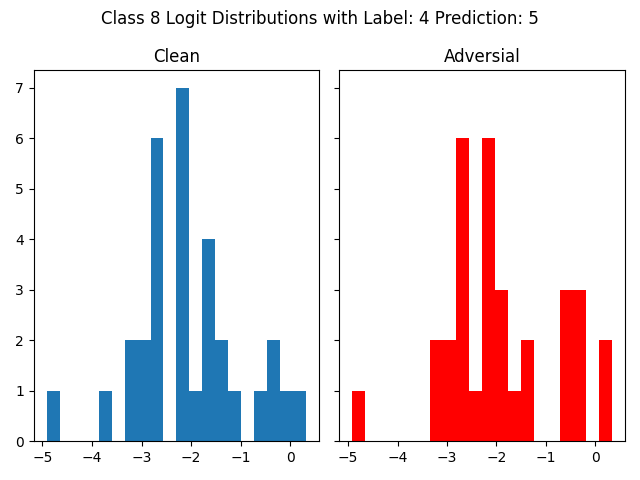 Class 8 Logit Distributions with Label: 4 Prediction: 5
Clean
Adversial
7
6
5
4
3
2
1
0
−5 −4 −3 −2 −1 0
−5 −4 −3 −2 −1 0